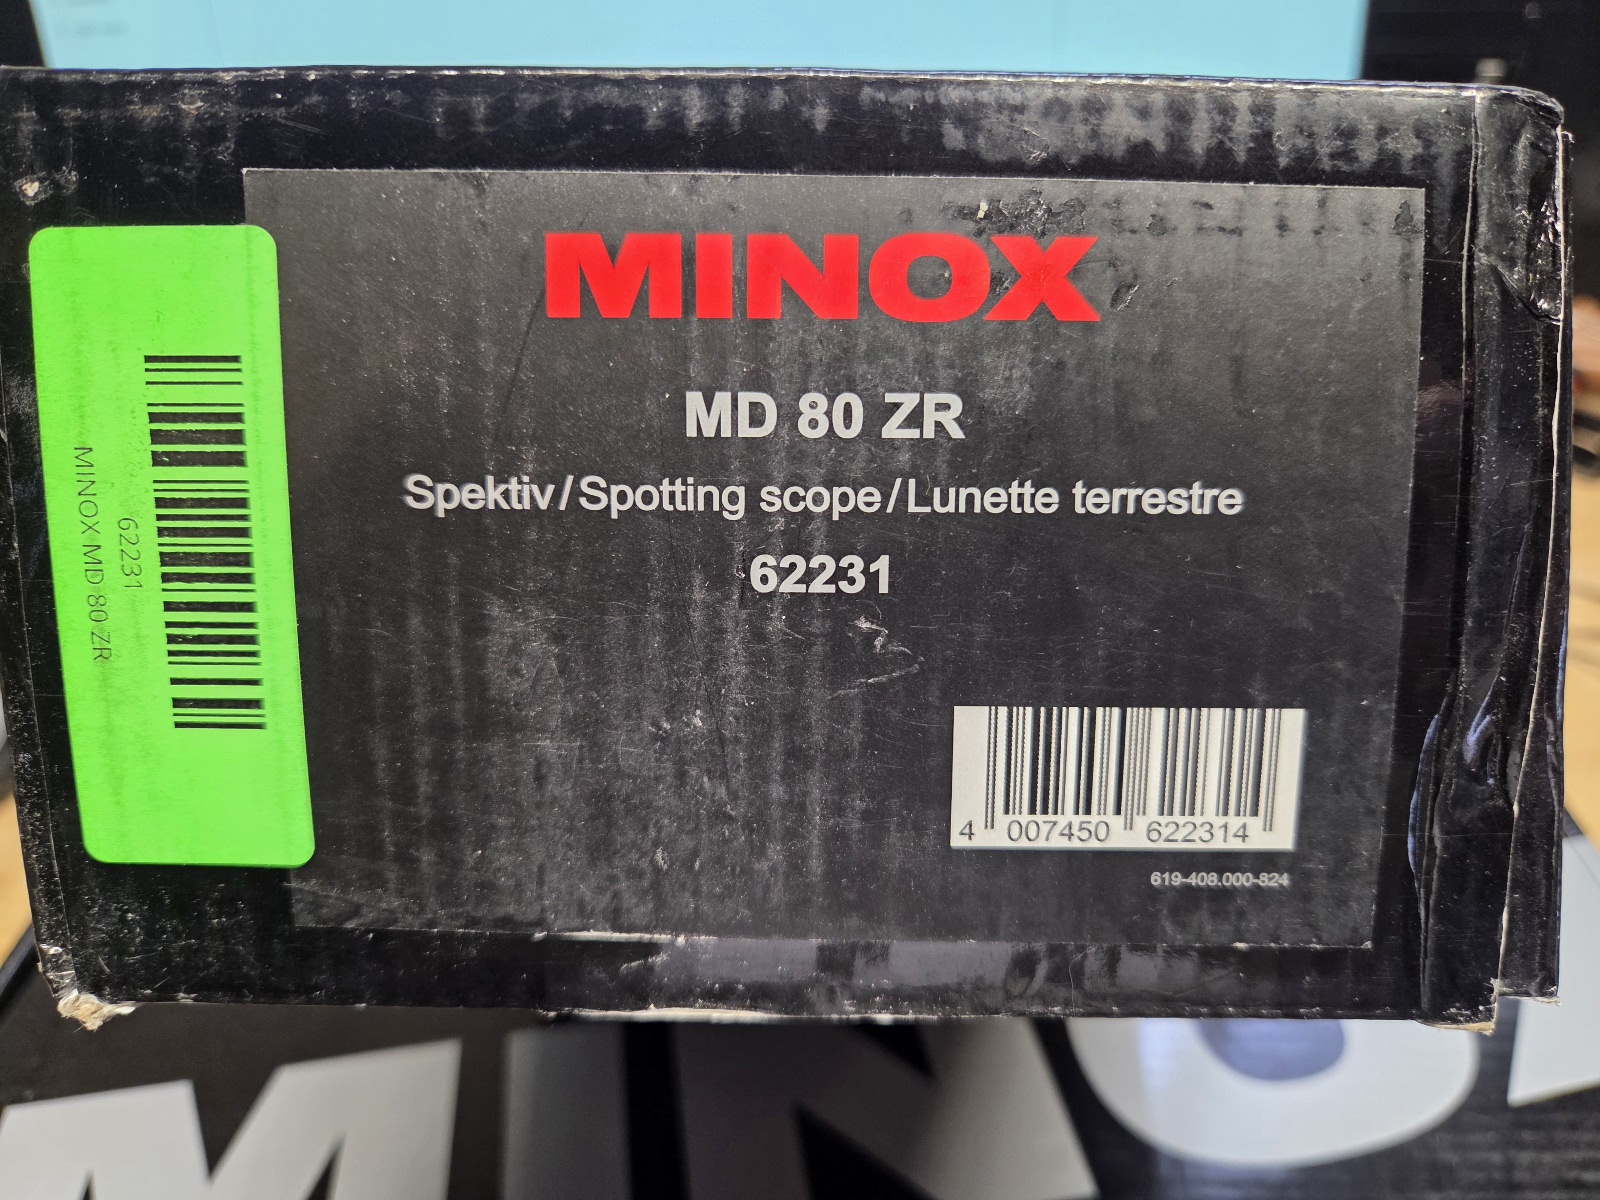 MINOX
MD 80 ZR
Spektiv/Spotting scope/Lunette terrestre
62231
4 007450 622314
619-408.000-824
62231
MINOX MD 80 ZR
MINO